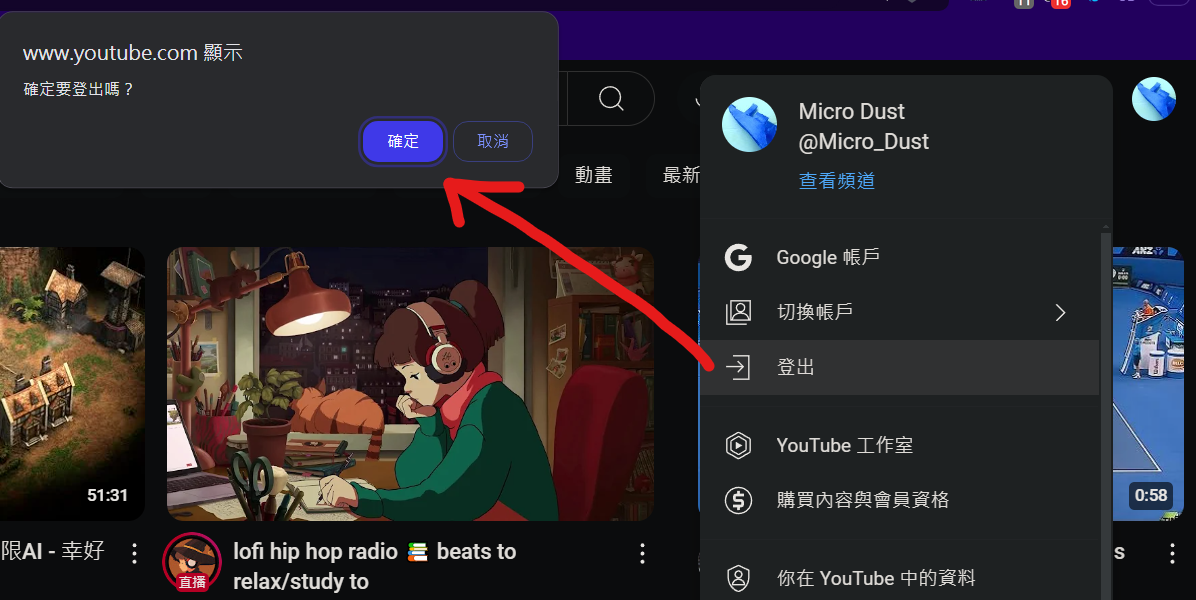 11
16
www.youtube.com 顯示
確定要登出嗎？
確定
取消
動畫
最新
Micro Dust
@Micro_Dust
查看頻道
Google 帳戶
切換帳戶
登出
YouTube 工作室
購買內容與會員資格
你在 YouTube 中的資料
51:31
限AI - 幸好
直播
lofi hip hop radio 📚 beats to
relax/study to
0:58
s